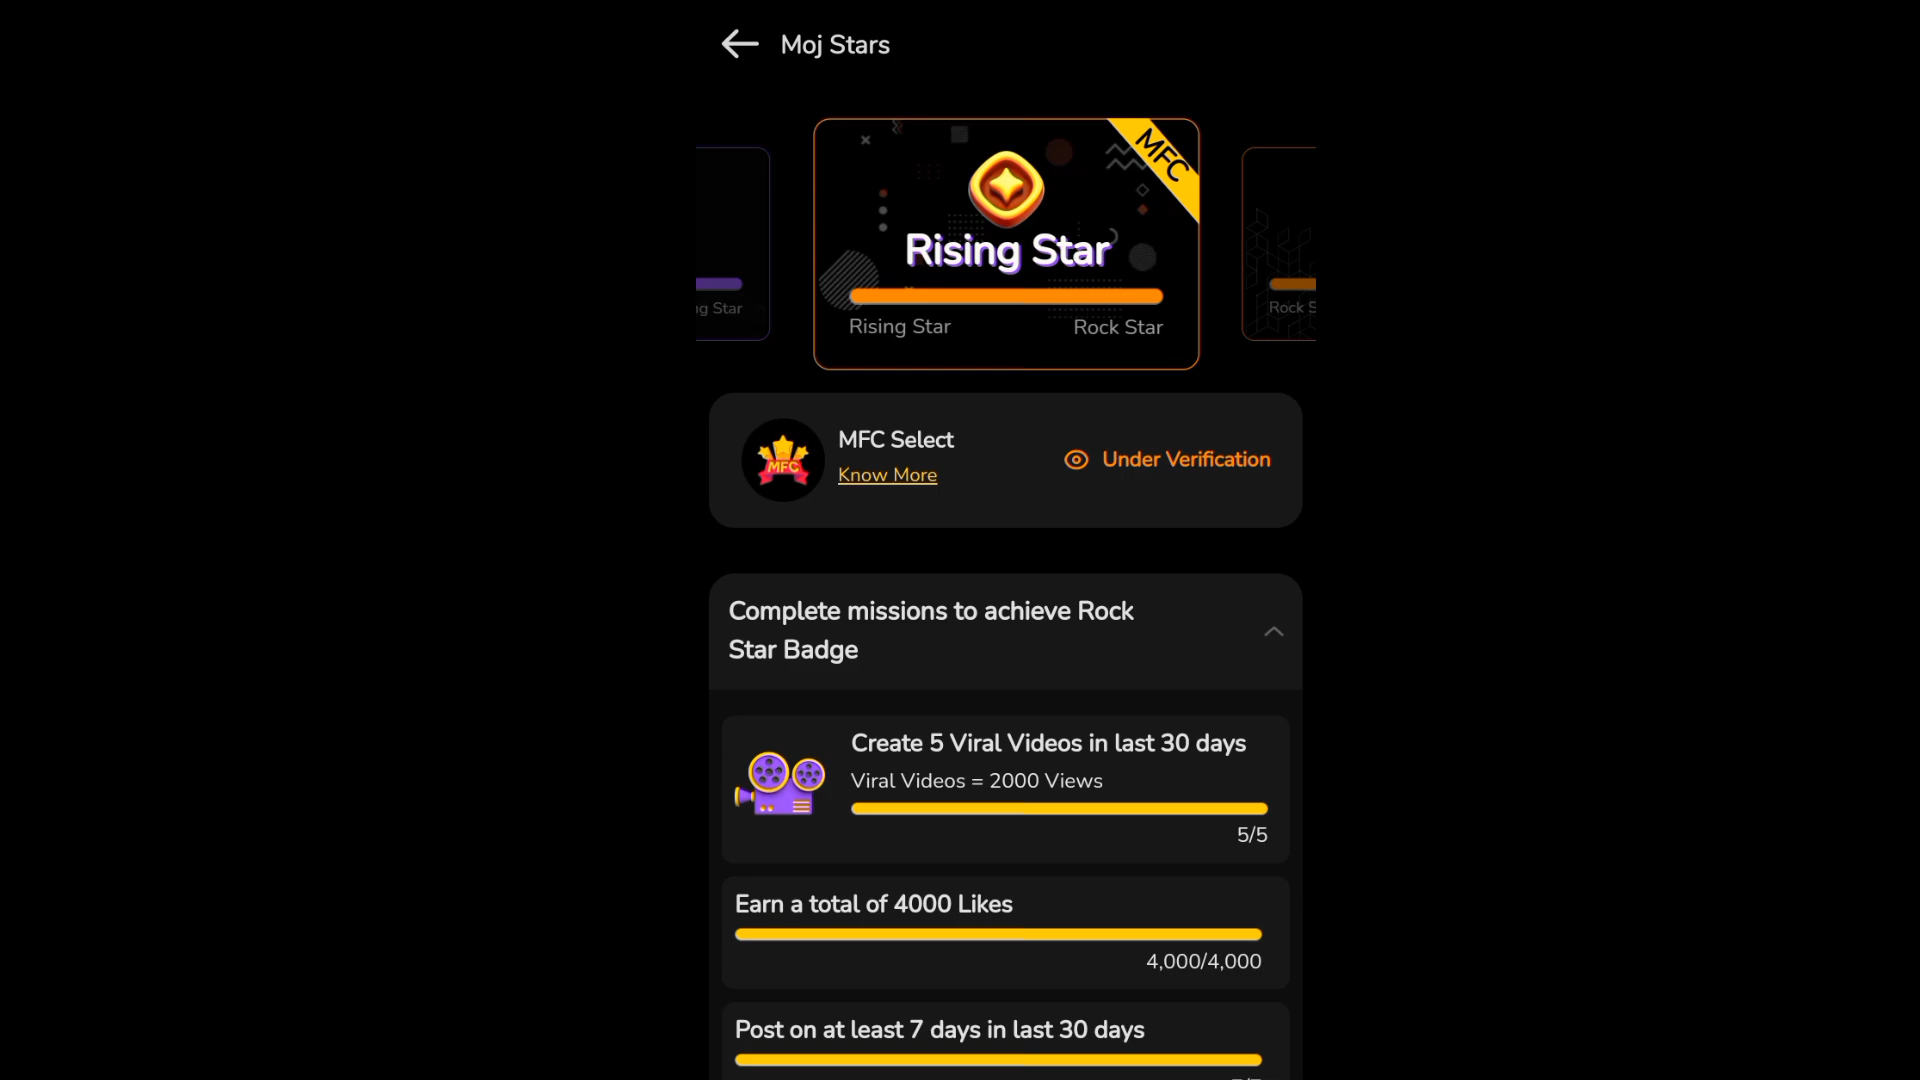 Moj Stars
MFC
Rising Star
Rising Star
Rock Star
Star
Rock
MFC
MFC Select
Know More
Under Verification
Complete missions to achieve Rock
Star Badge
Create 5 Viral Videos in last 30 days
Viral Videos = 2000 Views
5/5
Earn a total of 4000 Likes
4,000/4,000
Post on at least 7 days in last 30 days